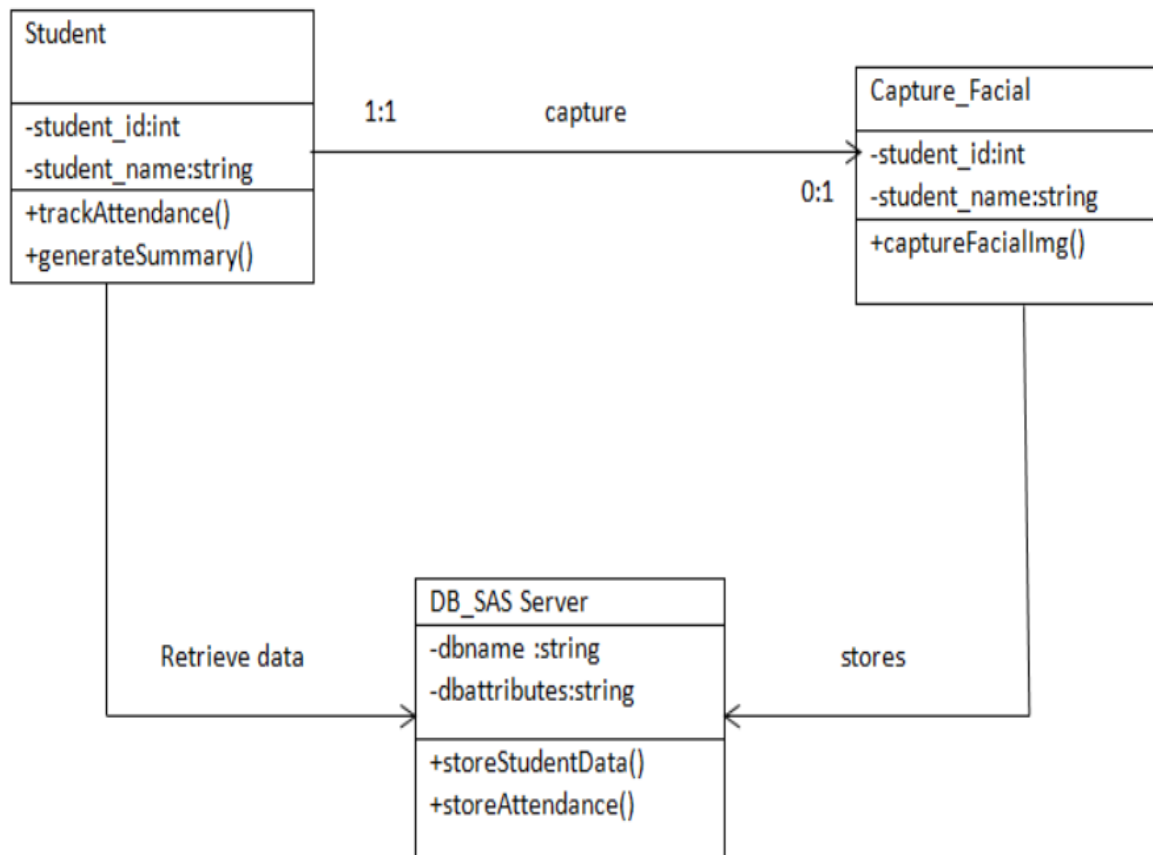 Student
-student_id:int
-student_name:string
+trackAttendance()
+generateSummary()
1:1
capture
0:1
Capture_Facial
-student_id:int
-student_name:string
+captureFacialImg()
Retrieve data
DB_SAS Server
-dbname :string
-dbattributes:string
+storeStudentData()
+storeAttendance()
stores